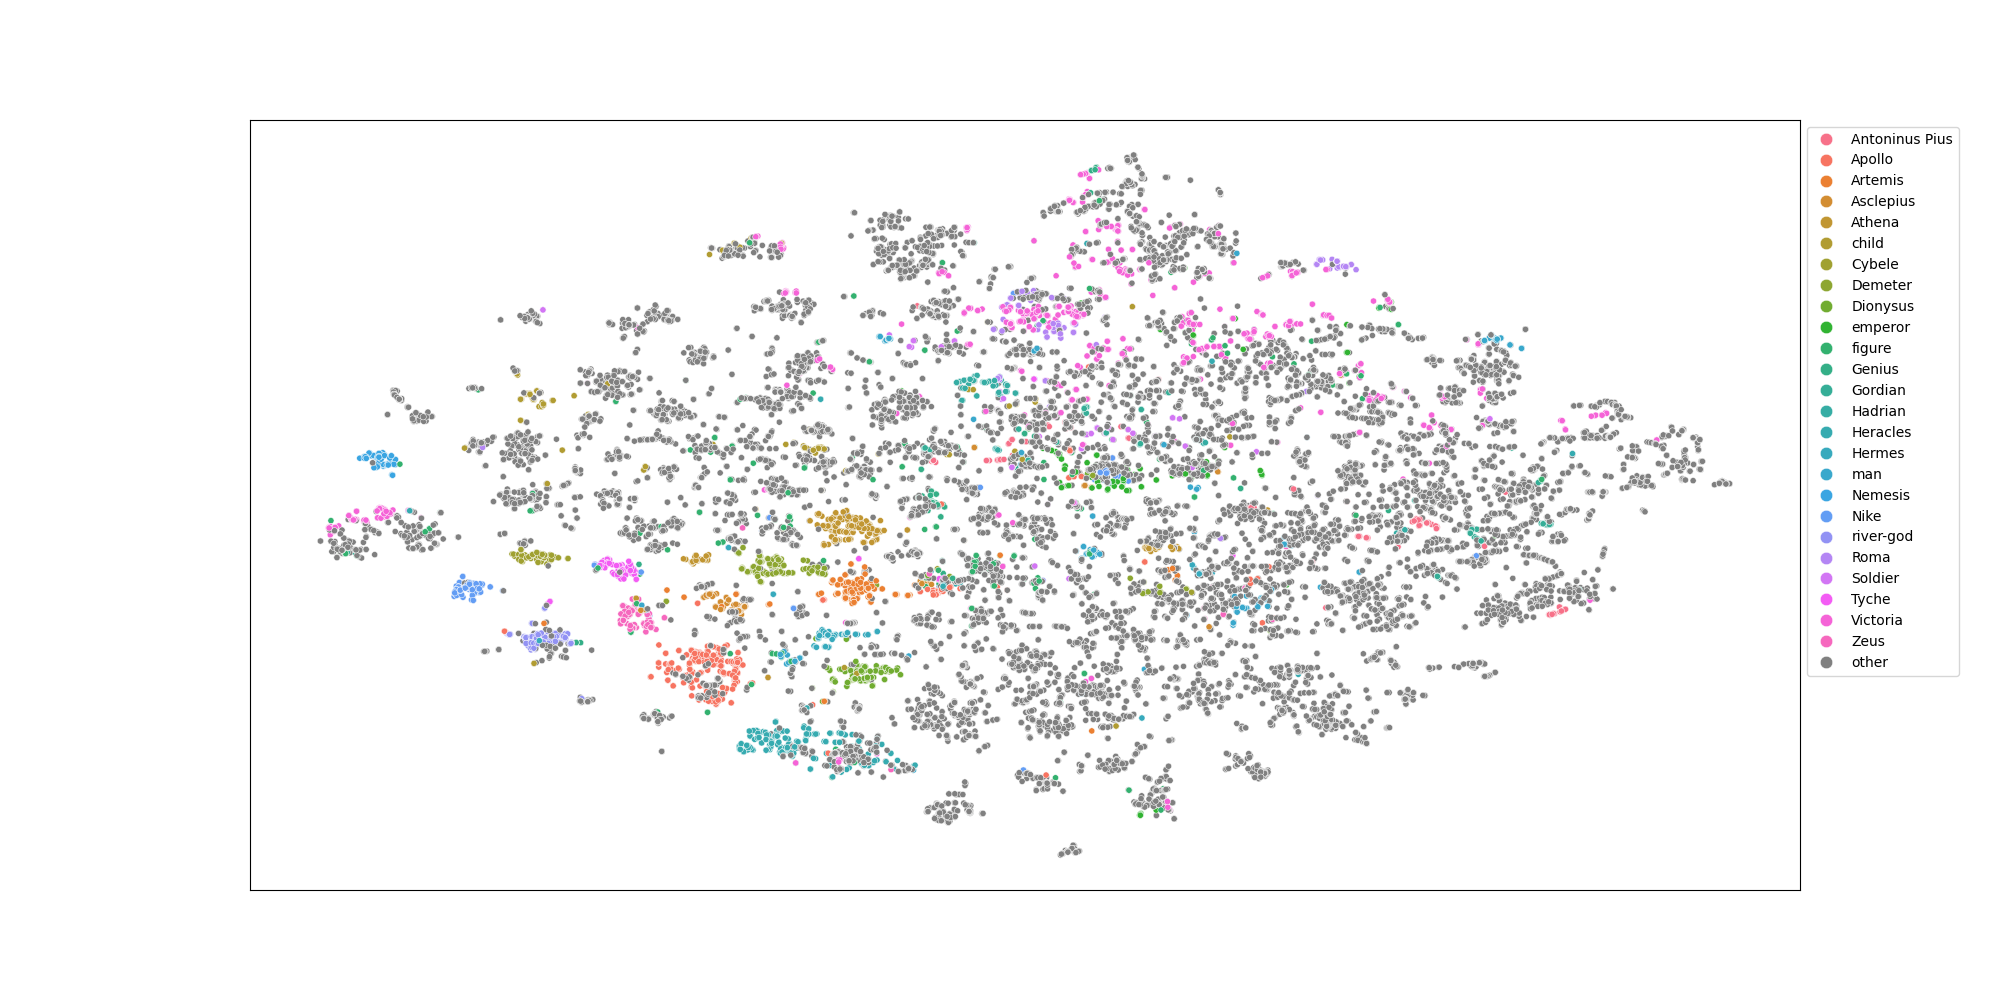 Antoninus Pius
Apollo
Artemis
Asclepius
Athena
child
Cybele
Demeter
Dionysus
emperor
figure
Genius
Gordian
Hadrian
Heracles
Hermes
man
Nemesis
Nike
river-god
Roma
Soldier
Tyche
Victoria
Zeus
other